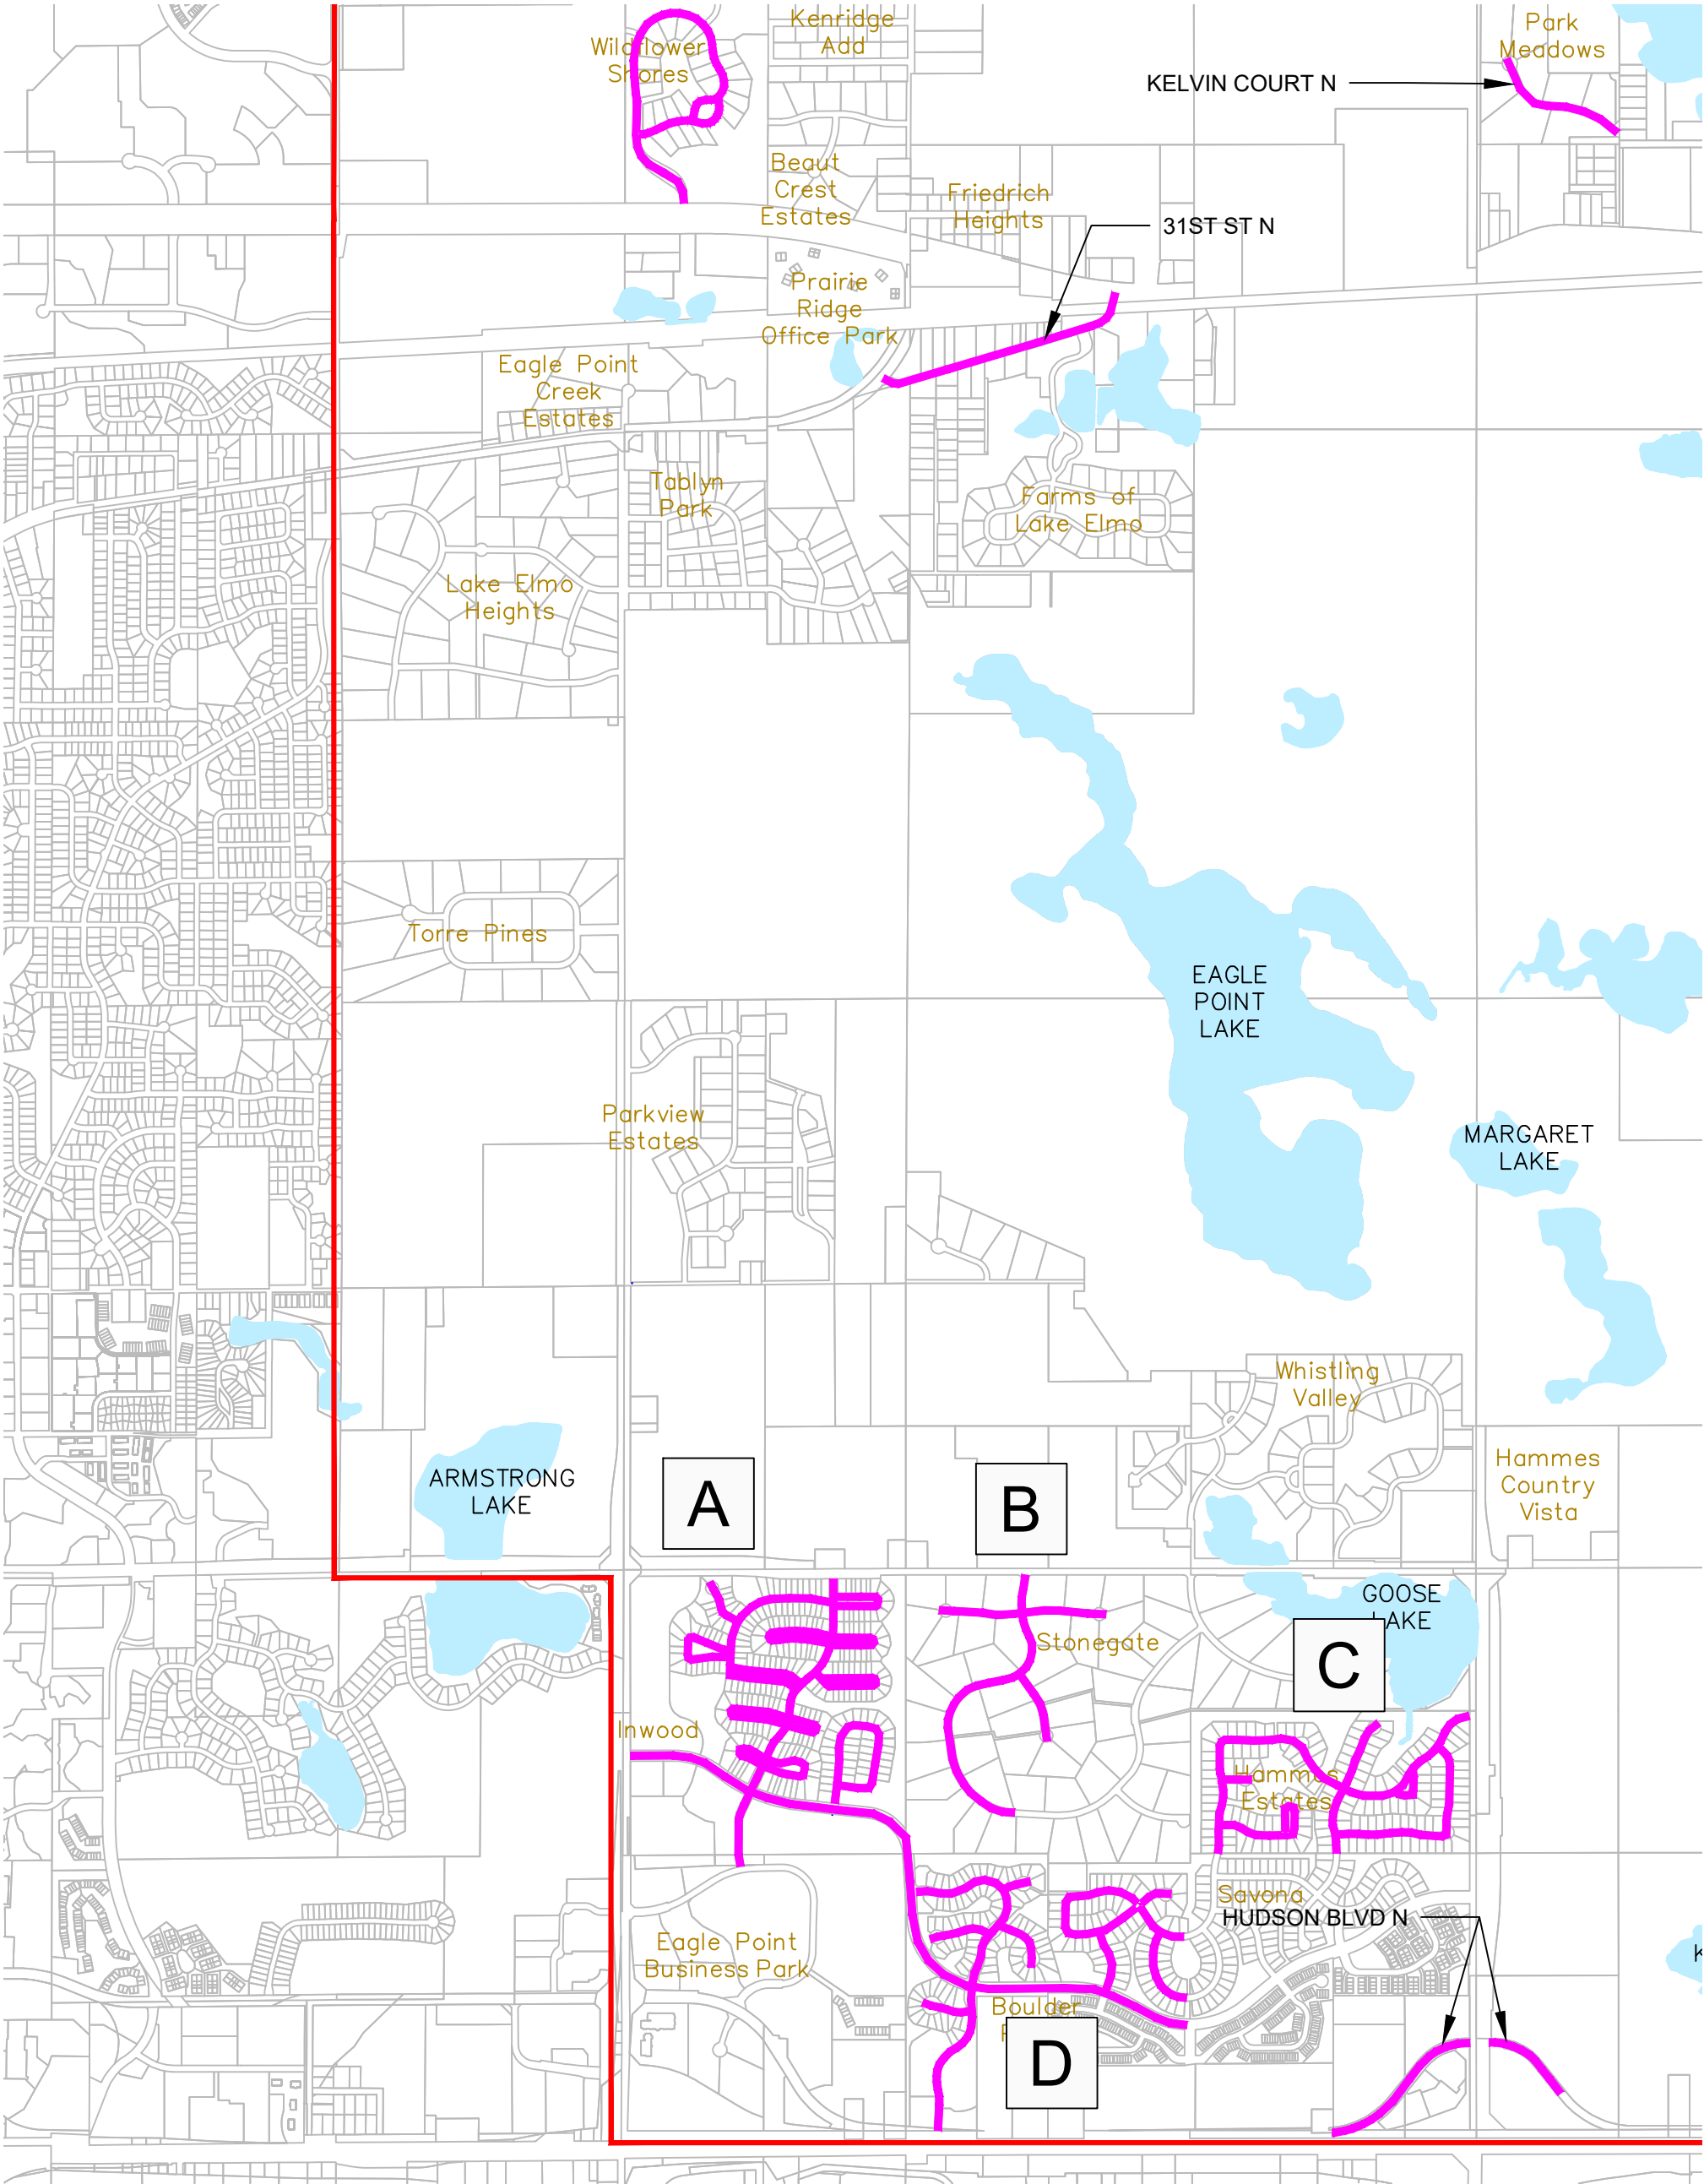 Wildflower
Shores
Kenridge
Add
Park
Meadows
KELVIN COURT N
Beaut
Crest
Estates
Friedrich
Heights
31ST ST N
Prairie
Ridge
Office Park
Eagle Point
Creek
Estates
Tablyn
Park
Farms of
Lake Elmo
Lake Elmo
Heights
Torre Pines
EAGLE
POINT
LAKE
Parkview
Estates
MARGARET
LAKE
Whistling
Valley
Hammes
Country
Vista
ARMSTRONG
LAKE
A
B
GOOSE
LAKE
Stonegate
C
Inwood
Hammes
Estates
Savona
HUDSON BLVD N
Eagle Point
Business Park
Boulder
D
K